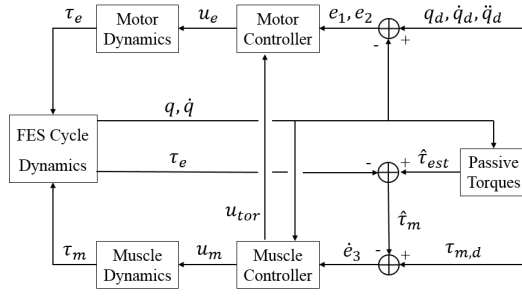 τ_e
Motor
Dynamics
u_e
Motor
Controller
e_1, e_2
q_d, q̇_d, q̈_d
-
+
q, q̇
FES Cycle
Dynamics
τ_e
-
+
τ̂_est
Passive
Torques
u_tor
τ̂_m
τ_m
Muscle
Dynamics
u_m
Muscle
Controller
ė_3
-
+
τ_m,d